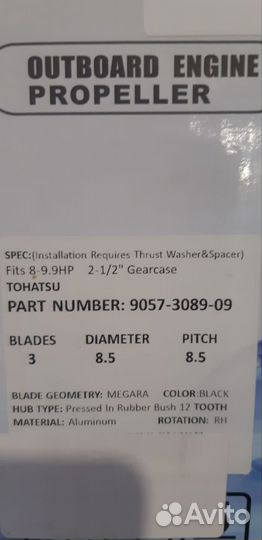 OUTBOARD ENGINE
PROPELLER
SPEC:(Installation Requires Thrust Washer&Spacer)
Fits 8-9.9HP 2-1/2" Gearcase
TOHATSU
PART NUMBER: 9057-3089-09
BLADES DIAMETER PITCH
3 8.5 8.5
BLADE GEOMETRY: MEGARA COLOR:BLACK
HUB TYPE: Pressed In Rubber Bush 12 TOOTH
MATERIAL: Aluminum ROTATION: RH
Avito